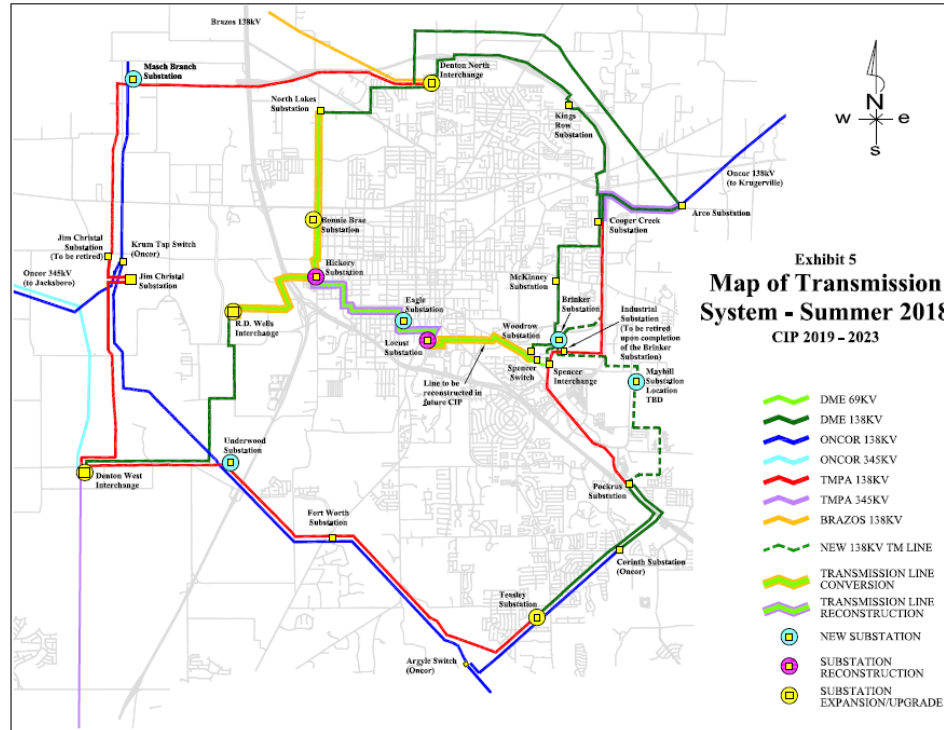 Brazos 138kV
Masch Branch
Substation
Denton North
Interchange
North Lakes
Substation
Kings
Row
Substation
N
w
e
s
Oncor 138kV
(to Krugerville)
Arco Substation
Bonnie Brae
Substation
Cooper Creek
Substation
Jim Christal
Substation
(To be retired)
Krum Tap Switch
(Oncor)
Oncor 345kV
(to Jacksboro)
Jim Christal
Substation
Hickory
Substation
McKinney
Substation
Exhibit 5
Map of Transmission
System - Summer 2018
CIP 2019 – 2023
R.D. Wells
Interchange
Eagle
Substation
Locust
Substation
Woodrow
Substation
Brinker
Substation
Industrial
Substation
(To be retired
upon completion
of the Brinker
Substation)
Spencer
Switch
Spencer
Interchange
Line to be
reconstructed in
future CIP
Mayhill
Substation
Location
TBD
DME 69KV
DME 138KV
ONCOR 138KV
ONCOR 345KV
TMPA 138KV
TMPA 345KV
BRAZOS 138KV
NEW 138KV TM LINE
TRANSMISSION LINE
CONVERSION
TRANSMISSION LINE
RECONSTRUCTION
NEW SUBSTATION
SUBSTATION
RECONSTRUCTION
SUBSTATION
EXPANSION/UPGRADE
Underwood
Substation
Denton West
Interchange
Pockrus
Substation
Fort Worth
Substation
Corinth Substation
(Oncor)
Teasley
Substation
Argyle Switch
(Oncor)